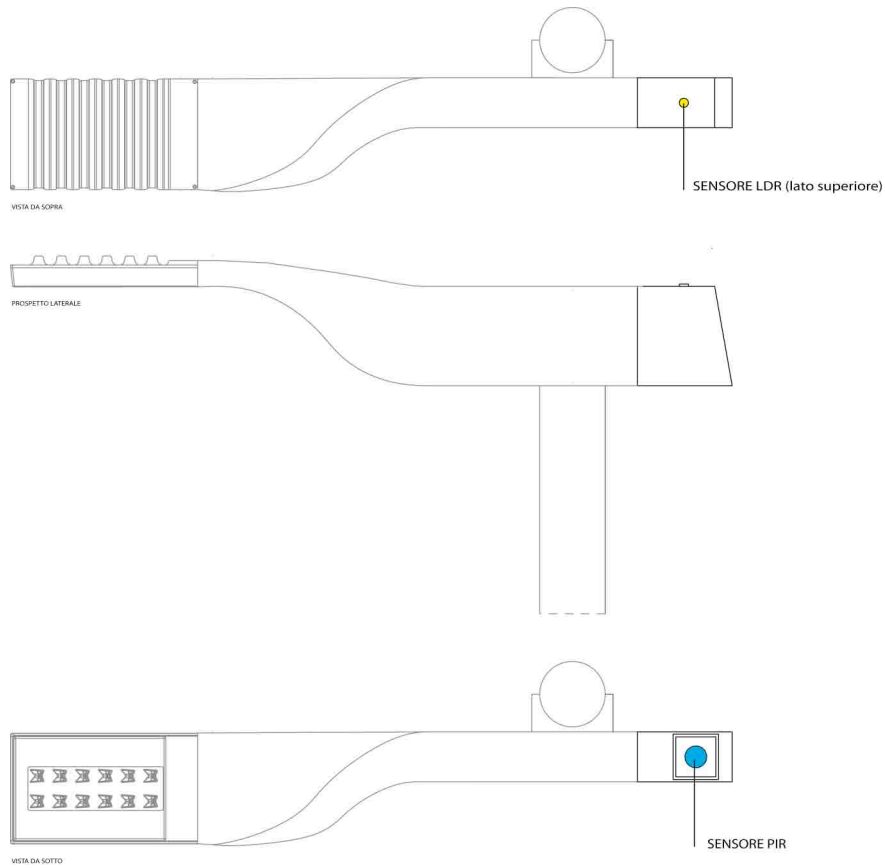 SENSORE LDR (lato superiore)
VISTA DA SOPRA
PROSPETTO LATERALE
SENSORE PIR
VISTA DA SOTTO